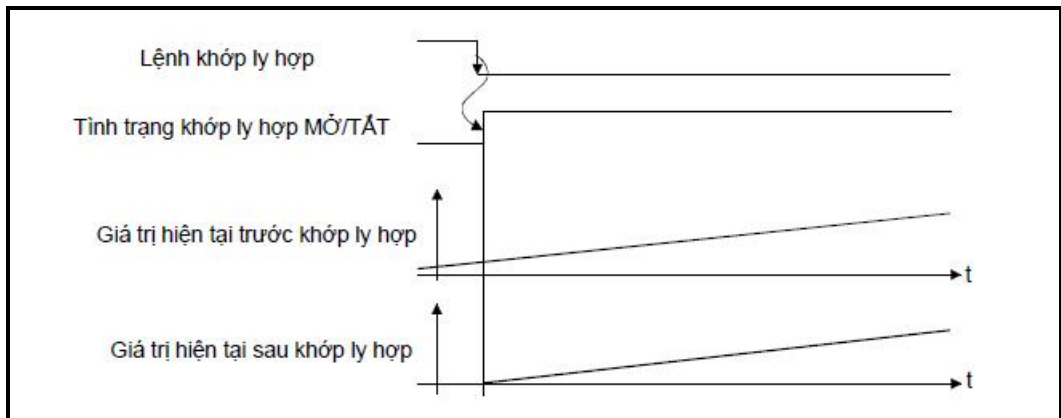 Lệnh khớp ly hợp
Tình trạng khớp ly hợp MỞ/TẮT
Giá trị hiện tại trước khớp ly hợp
t
Giá trị hiện tại sau khớp ly hợp
t